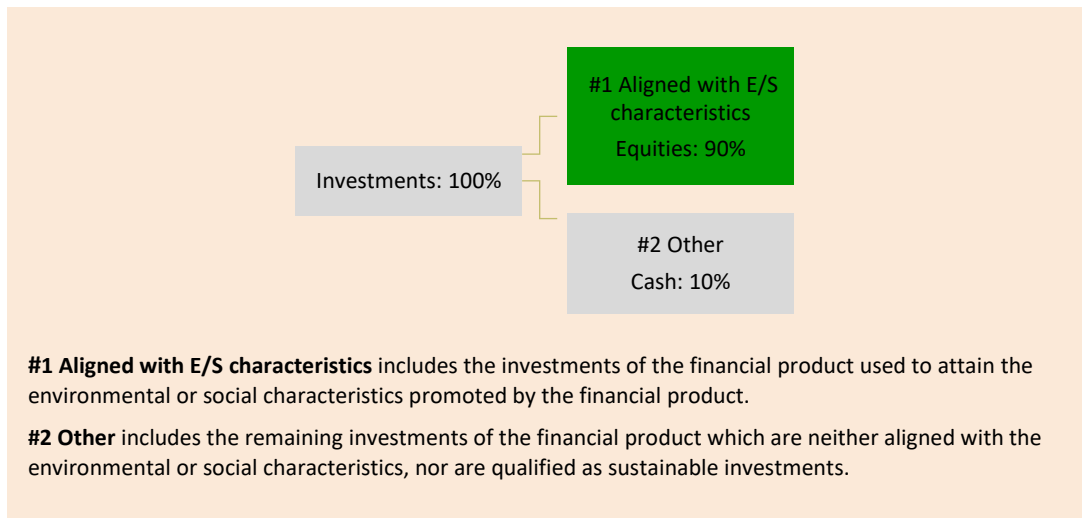 #1 Aligned with E/S
characteristics
Equities: 90%
Investments: 100%
#2 Other
Cash: 10%
#1 Aligned with E/S characteristics includes the investments of the financial product used to attain the
environmental or social characteristics promoted by the financial product.
#2 Other includes the remaining investments of the financial product which are neither aligned with the
environmental or social characteristics, nor are qualified as sustainable investments.